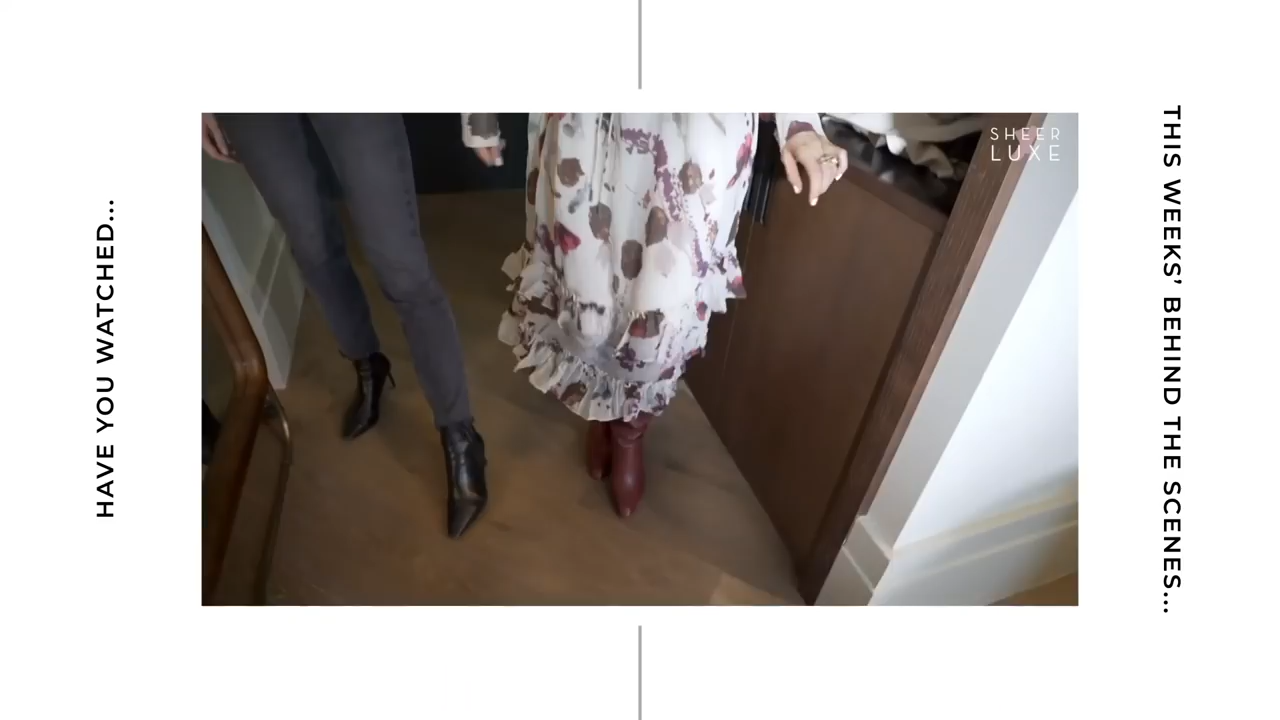 HAVE YOU WATCHED...
SHEER
LUXE
THIS WEEKS' BEHIND THE SCENES...